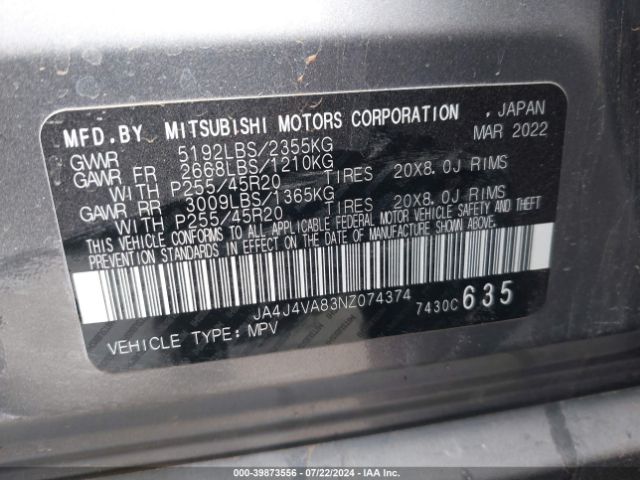 MFD.BY MITSUBISHI MOTORS CORPORATION , JAPAN
GVWR 5192LBS/2355KG MAR 2022
GAWR FR 2668LBS/1210KG
WITH P255/45R20 TIRES 20X8.0J RIMS
GAWR RR 3009LBS/1365KG
WITH P255/45R20 TIRES 20X8.0J RIMS
THIS VEHICLE CONFORMS TO ALL APPLICABLE FEDERAL MOTOR VEHICLE SAFETY AND THEFT
PREVENTION STANDARDS IN EFFECT ON THE DATE OF MANUFACTURE SHOWN ABOVE.
JA4J4VA83NZ074374 7430C 635
VEHICLE TYPE: MPV
000-39873556 - 07/22/2024 - IAA Inc.